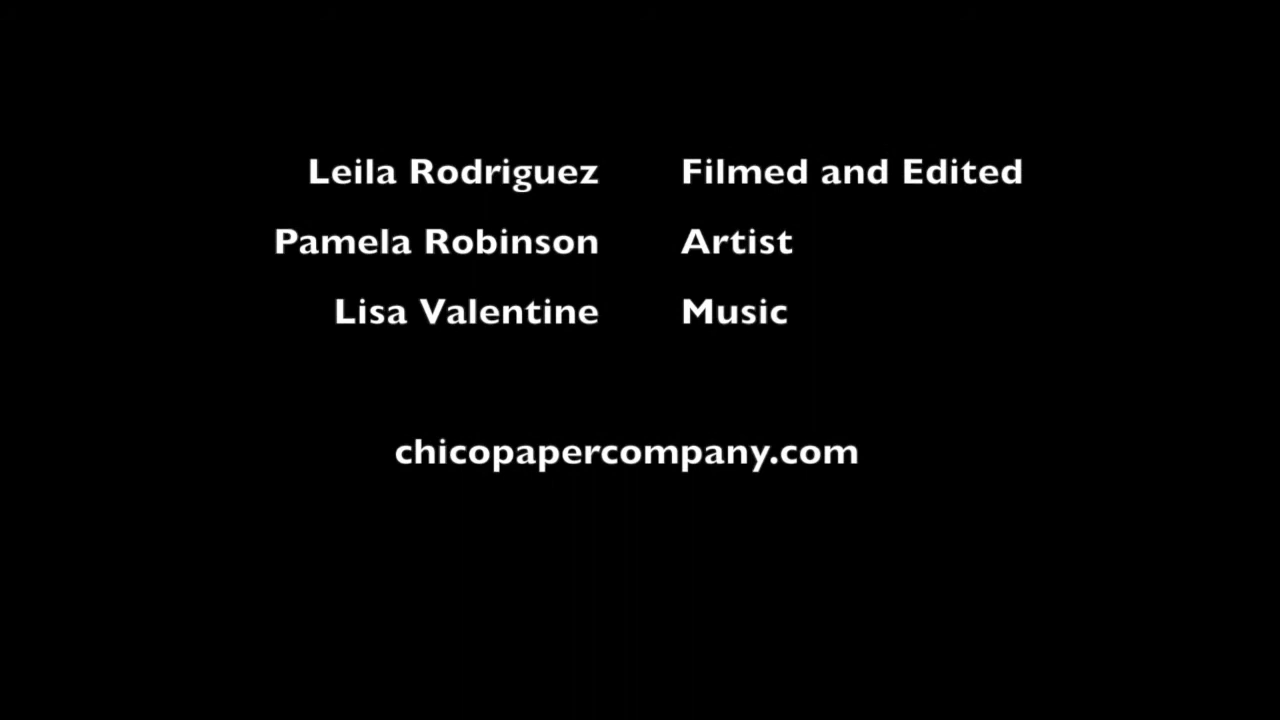 Leila Rodriguez Filmed and Edited
Pamela Robinson Artist
Lisa Valentine Music
chicopapercompany.com